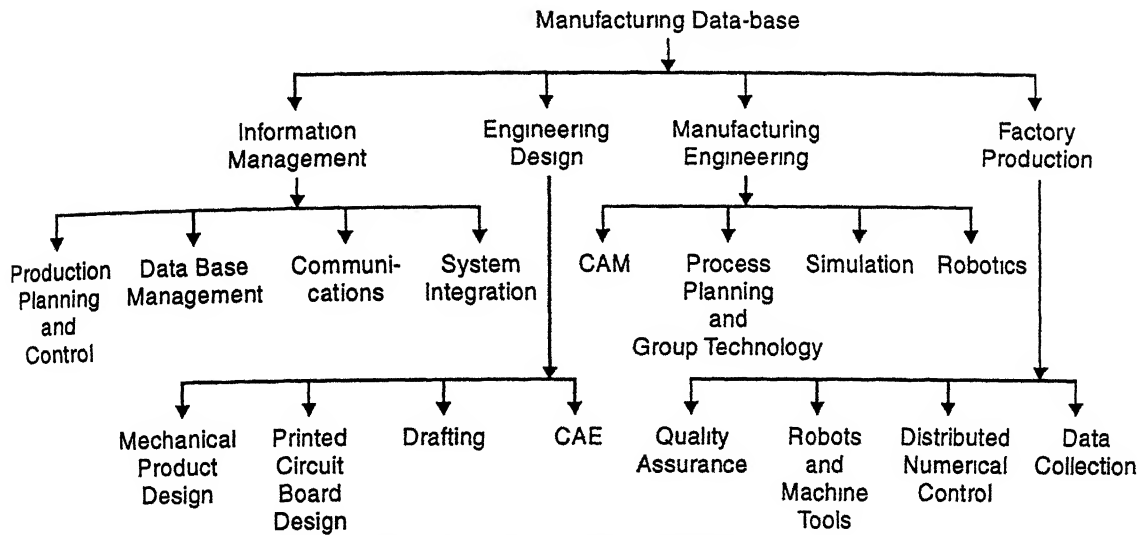 Manufacturing Data-base
Information
Management
Engineering
Design
Manufacturing
Engineering
Factory
Production
Production
Planning
and
Control
Data Base
Management
Communi-
cations
System
Integration
CAM
Process
Planning
and
Group Technology
Simulation
Robotics
Mechanical
Product
Design
Printed
Circuit
Board
Design
Drafting
CAE
Quality
Assurance
Robots
and
Machine
Tools
Distributed
Numerical
Control
Data
Collection